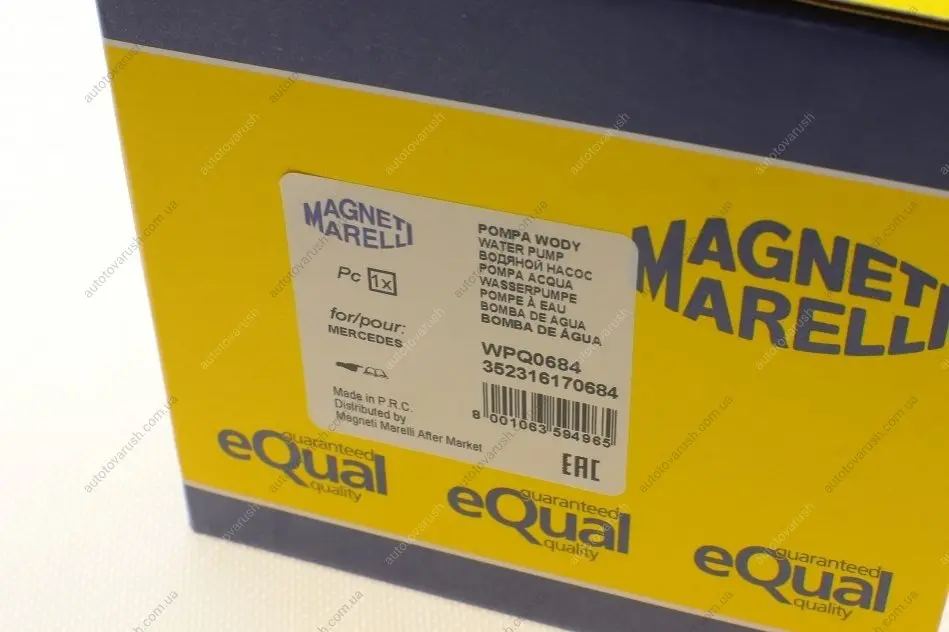 MAGNETI
MARELLI
Pc 1x
for/pour:
MERCEDES
Made in P.R.C.
Distributed by
Magneti Marelli After Market
POMPA WODY
WATER PUMP
ВОДЯНОЙ НАСОС
POMPA ACQUA
WASSERPUMPE
POMPE À EAU
BOMBA DE AGUA
BOMBA DE ÁGUA
WPQ0684
352316170684
8 001063 594965
EAC
MAGNETI
MARELLI
guaranteed
eQual
quality
guaranteed
eQual
quality
guaranteed
eQual
quality
autotovarush.com.ua